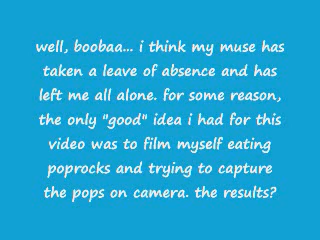 well, boobaa... i think my muse has
taken a leave of absence and has
left me all alone. for some reason,
the only "good" idea i had for this
video was to film myself eating
poprocks and trying to capture
the pops on camera. the results?